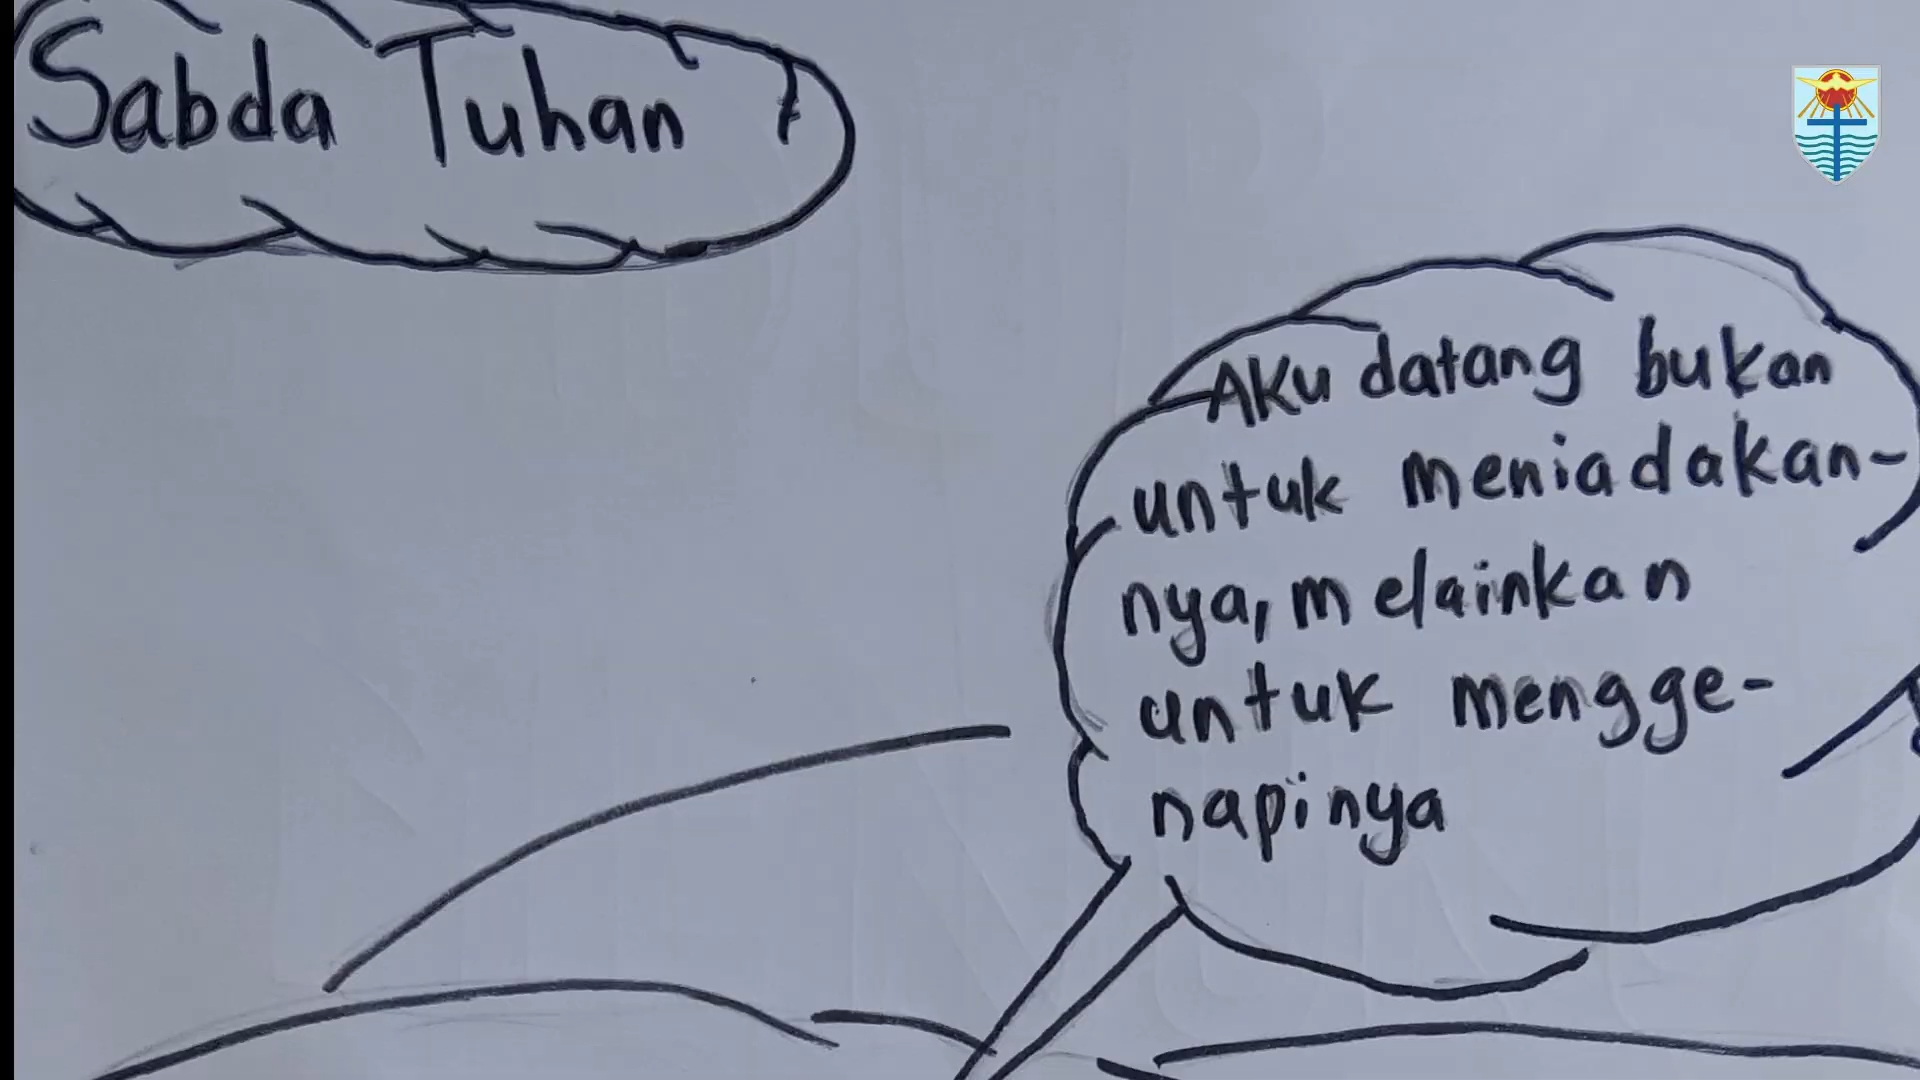 Sabda Tuhan
Aku datang bukan
untuk meniadakan-
nya, melainkan
untuk mengge-
napinya